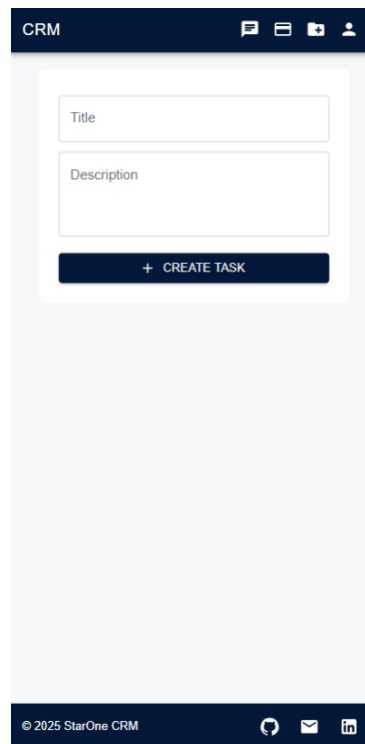 CRM
Title
Description
+ CREATE TASK
© 2025 StarOne CRM